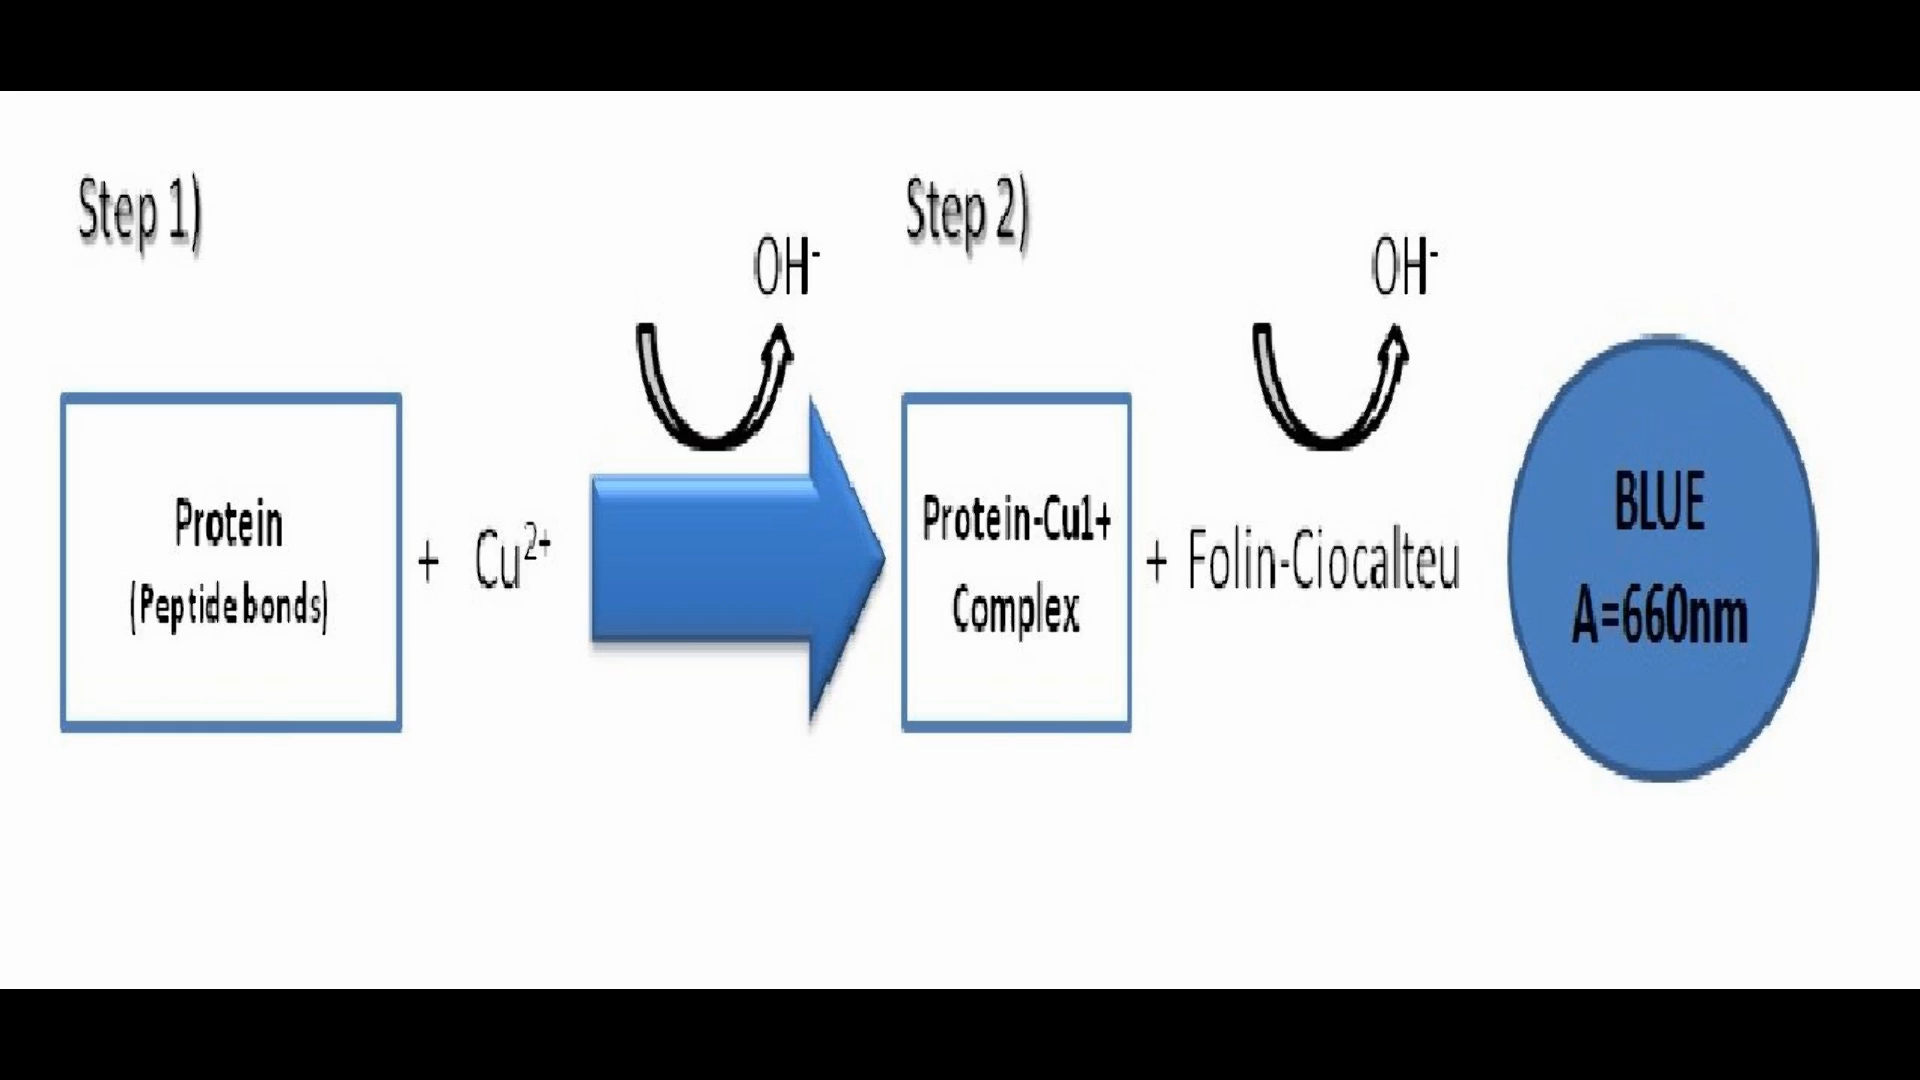 Step 1)
Step 2)
OH⁻
OH⁻
Protein
(Peptide bonds)
+ Cu²⁺
Protein-Cu1+
Complex
+ Folin-Ciocalteu
BLUE
A=660nm